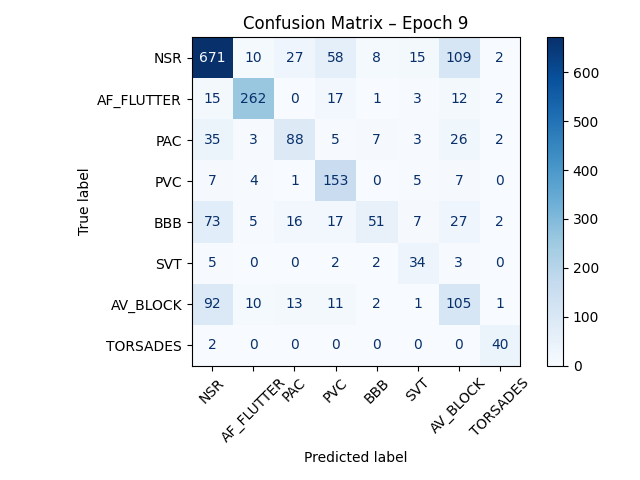 Confusion Matrix – Epoch 9
NSR 671 10 27 58 8 15 109 2
AF_FLUTTER 15 262 0 17 1 3 12 2
PAC 35 3 88 5 7 3 26 2
PVC 7 4 1 153 0 5 7 0
BBB 73 5 16 17 51 7 27 2
SVT 5 0 0 2 2 34 3 0
AV_BLOCK 92 10 13 11 2 1 105 1
TORSADES 2 0 0 0 0 0 0 40
NSR AF_FLUTTER PAC PVC BBB SVT AV_BLOCK TORSADES
Predicted label
True label
600
500
400
300
200
100
0